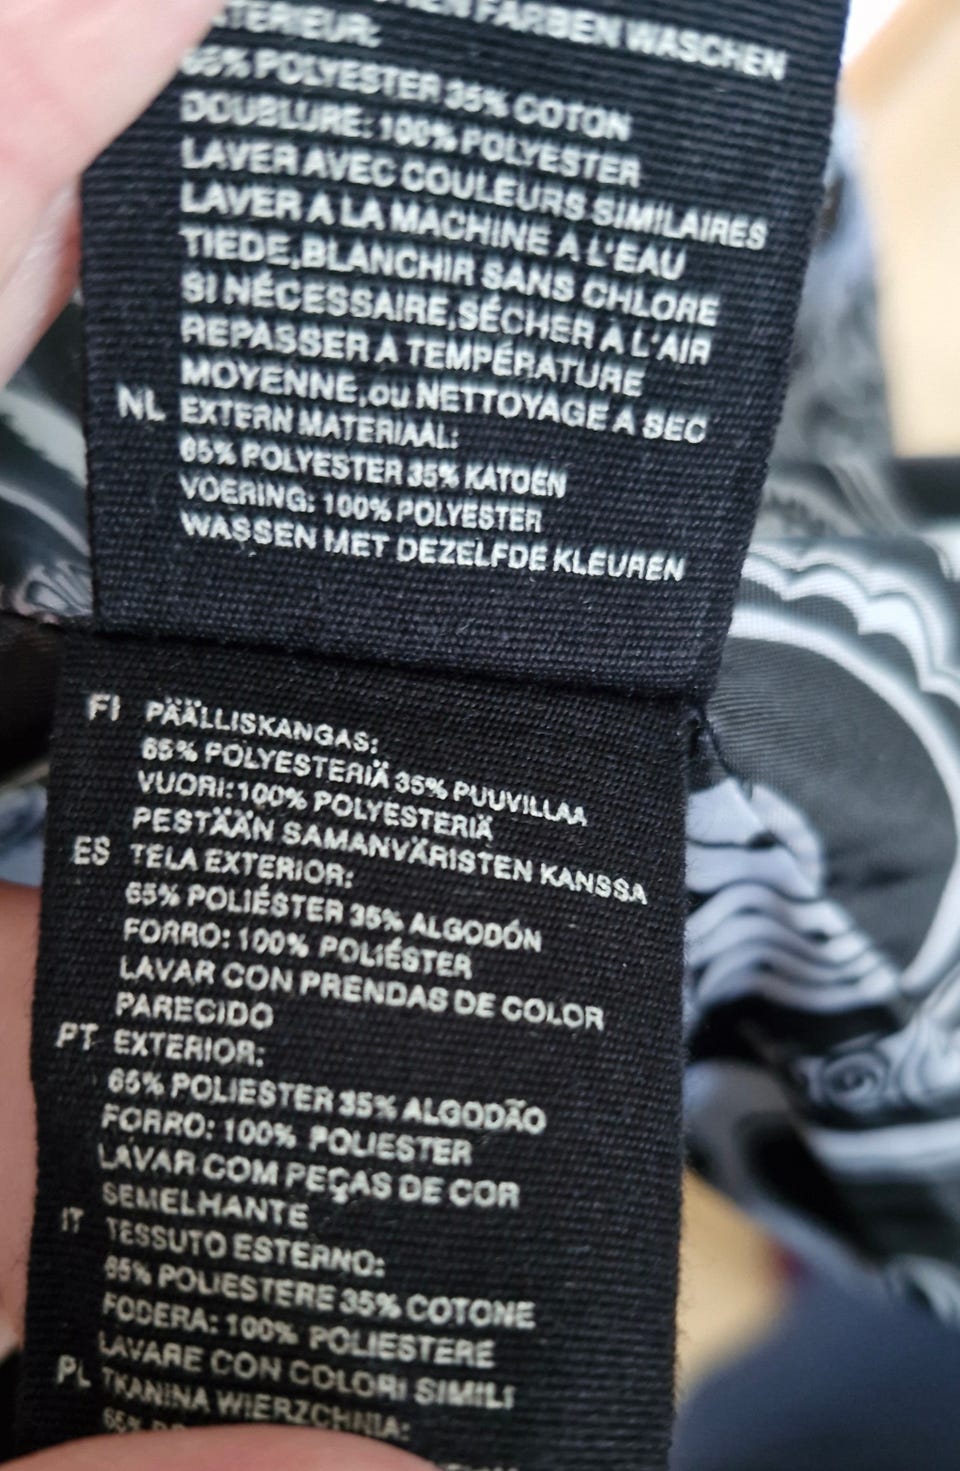 FARBEN WASCHEN
65% POLYESTER 35% COTON
DOUBLURE: 100% POLYESTER
LAVER AVEC COULEURS SIMILAIRES
LAVER A LA MACHINE A L'EAU
TIEDE,BLANCHIR SANS CHLORE
SI NÉCESSAIRE,SÉCHER A L'AIR
REPASSER A TEMPÉRATURE
MOYENNE,ou NETTOYAGE A SEC
NL EXTERN MATERIAAL:
65% POLYESTER 35% KATOEN
VOERING: 100% POLYESTER
WASSEN MET DEZELFDE KLEUREN
FI PÄÄLLISKANGAS:
65% POLYESTERIÄ 35% PUUVILLAA
VUORI:100% POLYESTERIÄ
PESTÄÄN SAMANVÄRISTEN KANSSA
ES TELA EXTERIOR:
65% POLIÉSTER 35% ALGODÓN
FORRO: 100% POLIÉSTER
LAVAR CON PRENDAS DE COLOR
PARECIDO
PT EXTERIOR:
65% POLIESTER 35% ALGODÃO
FORRO: 100% POLIESTER
LAVAR COM PEÇAS DE COR
SEMELHANTE
IT TESSUTO ESTERNO:
65% POLIESTERE 35% COTONE
FODERA: 100% POLIESTERE
LAVARE CON COLORI SIMILI
PL TKANINA WIERZCHNIA:
65%